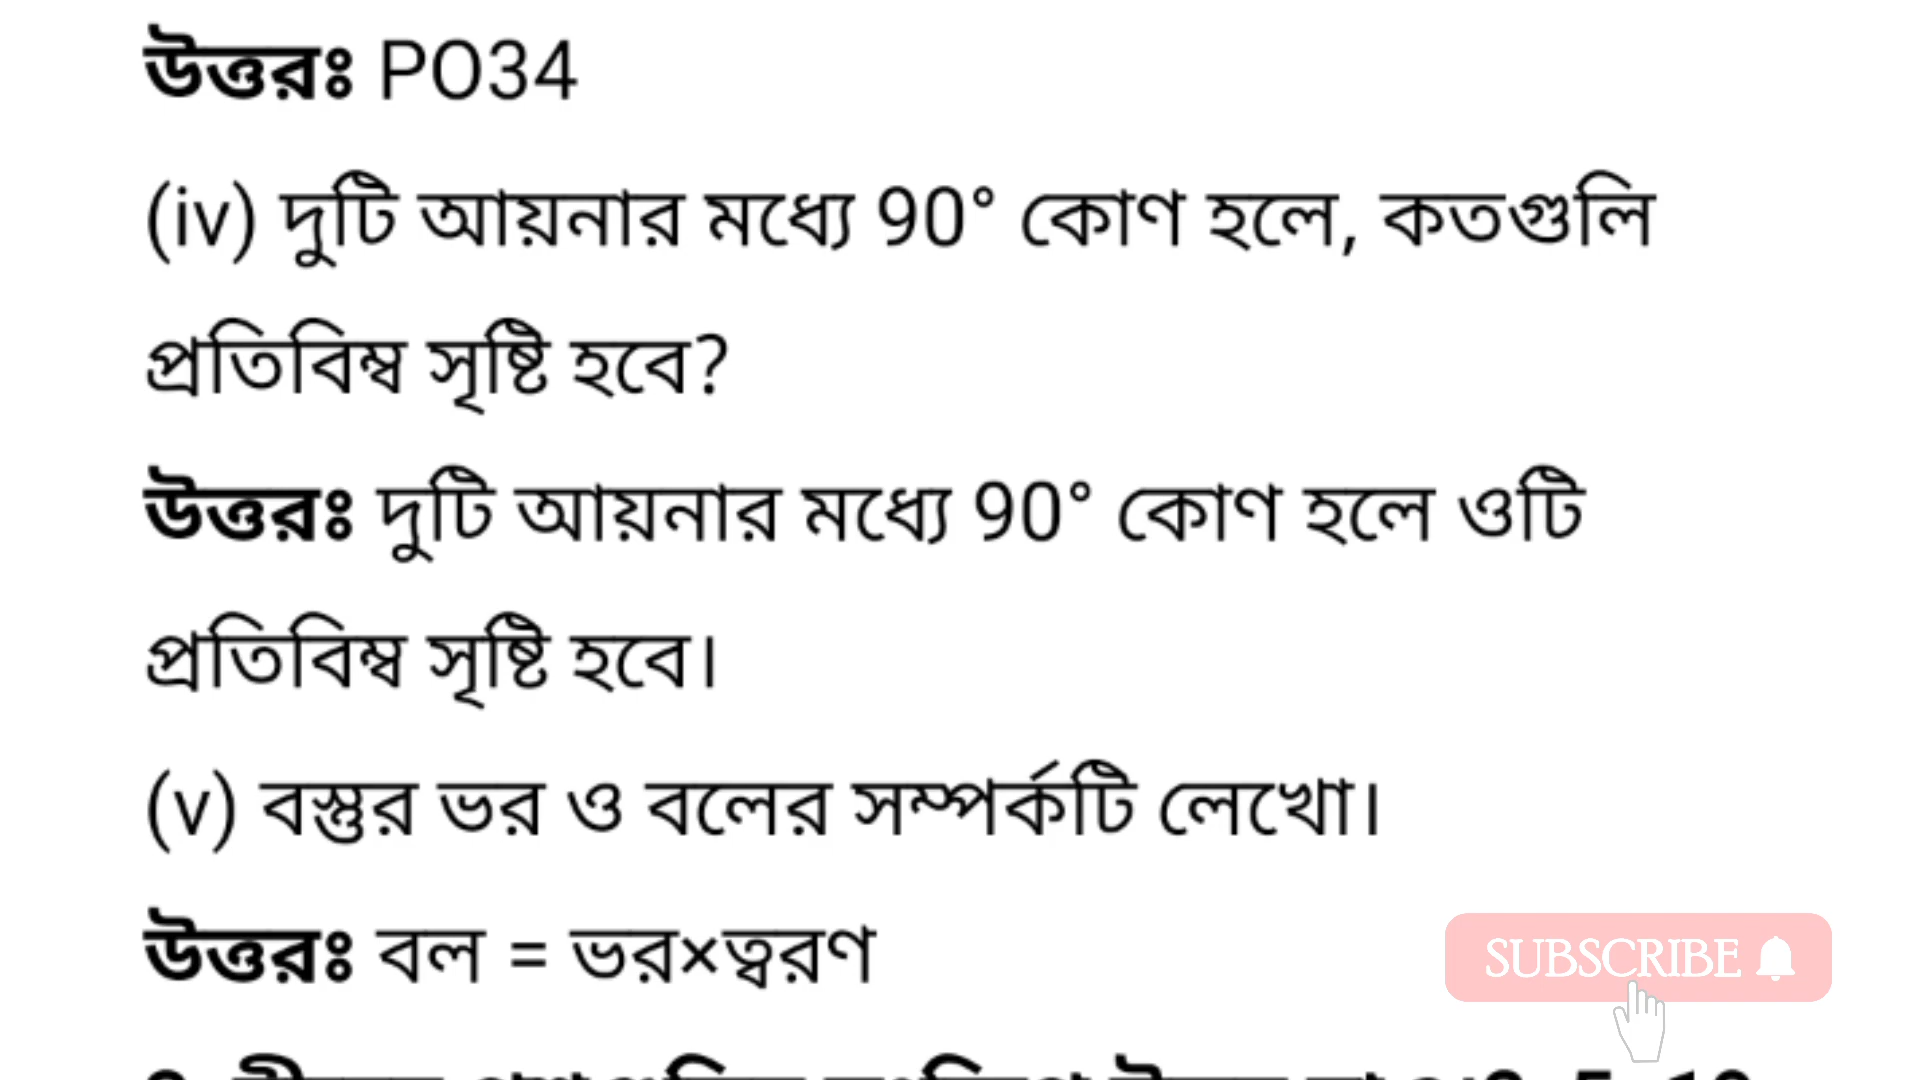 উত্তরঃ PO34
(iv) দুটি আয়নার মধ্যে 90° কোণ হলে, কতগুলি
প্রতিবিম্ব সৃষ্টি হবে?
উত্তরঃ দুটি আয়নার মধ্যে 90° কোণ হলে ওটি
প্রতিবিম্ব সৃষ্টি হবে।
(v) বস্তুর ভর ও বলের সম্পর্কটি লেখো।
উত্তরঃ বল = ভর×ত্বরণ
SUBSCRIBE